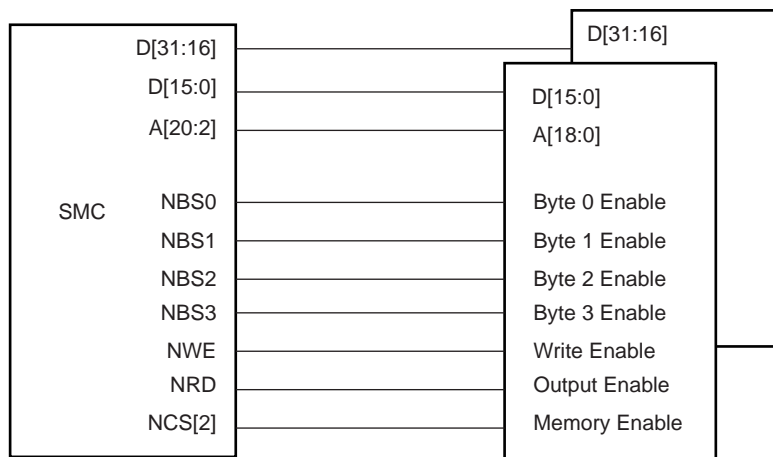 D[31:16] D[31:16]
D[15:0] D[15:0]
A[20:2] A[18:0]
SMC NBS0 Byte 0 Enable
NBS1 Byte 1 Enable
NBS2 Byte 2 Enable
NBS3 Byte 3 Enable
NWE Write Enable
NRD Output Enable
NCS[2] Memory Enable